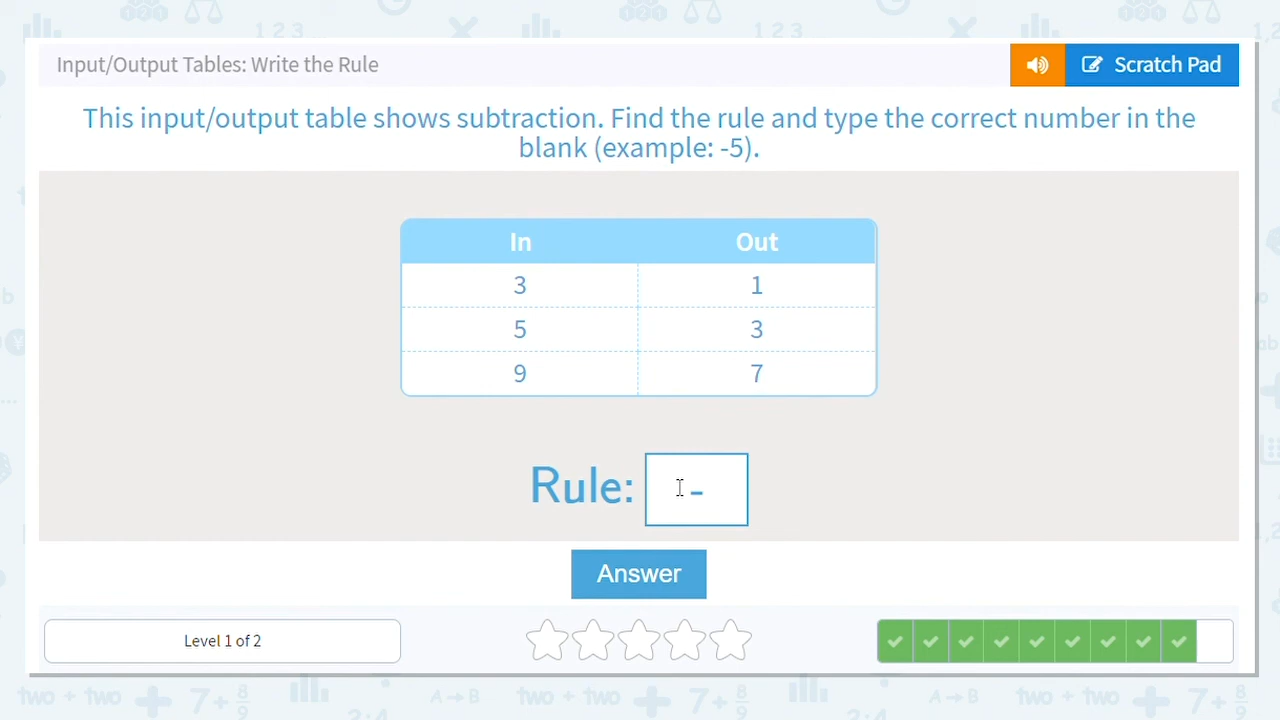 Input/Output Tables: Write the Rule
Scratch Pad
This input/output table shows subtraction. Find the rule and type the correct number in the
blank (example: -5).
In Out
3 1
5 3
9 7
Rule: -
Answer
Level 1 of 2